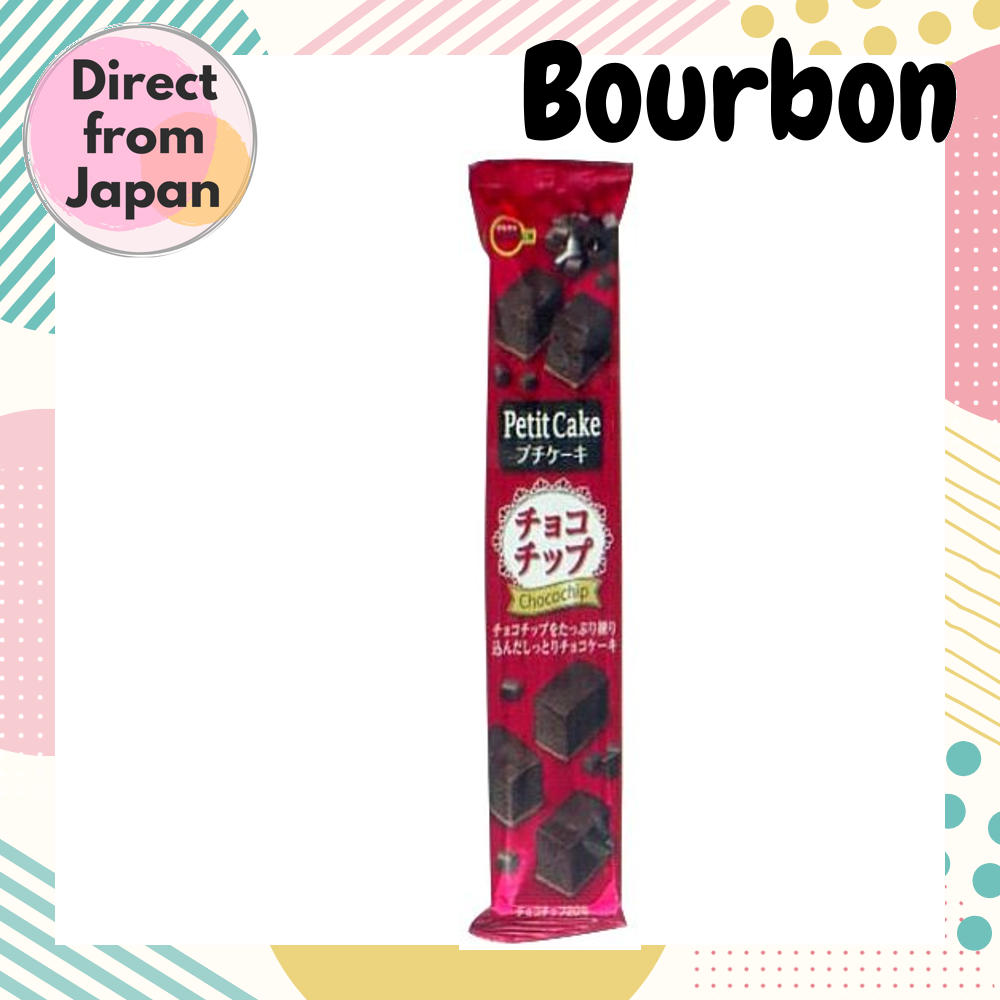 Direct
from
Japan
Bourbon
Petit Cake
プチケーキ
チョコ
チップ
Chocochip
チョコチップをたっぷり練り
込んだしっとりチョコケーキ